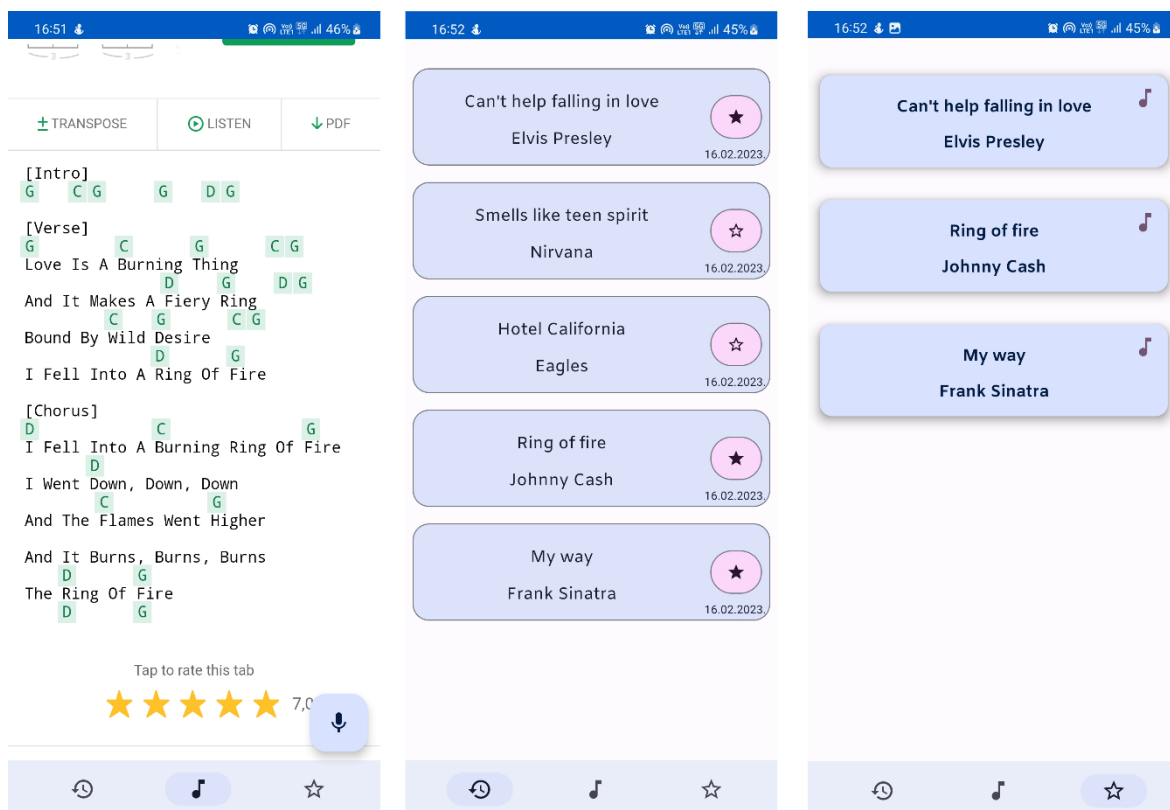 16:51
46%
3
3
TRANSPOSE
LISTEN
PDF
[Intro]
G C G G D G
[Verse]
G C G C G
Love Is A Burning Thing
D G D G
And It Makes A Fiery Ring
C G C G
Bound By Wild Desire
D G
I Fell Into A Ring Of Fire
[Chorus]
D C G
I Fell Into A Burning Ring Of Fire
D
I Went Down, Down, Down
C G
And The Flames Went Higher
And It Burns, Burns, Burns
D G
The Ring Of Fire
D G
Tap to rate this tab
7,0
16:52
45%
Can't help falling in love
Elvis Presley
16.02.2023.
Smells like teen spirit
Nirvana
16.02.2023.
Hotel California
Eagles
16.02.2023.
Ring of fire
Johnny Cash
16.02.2023.
My way
Frank Sinatra
16.02.2023.
16:52
45%
Can't help falling in love
Elvis Presley
Ring of fire
Johnny Cash
My way
Frank Sinatra